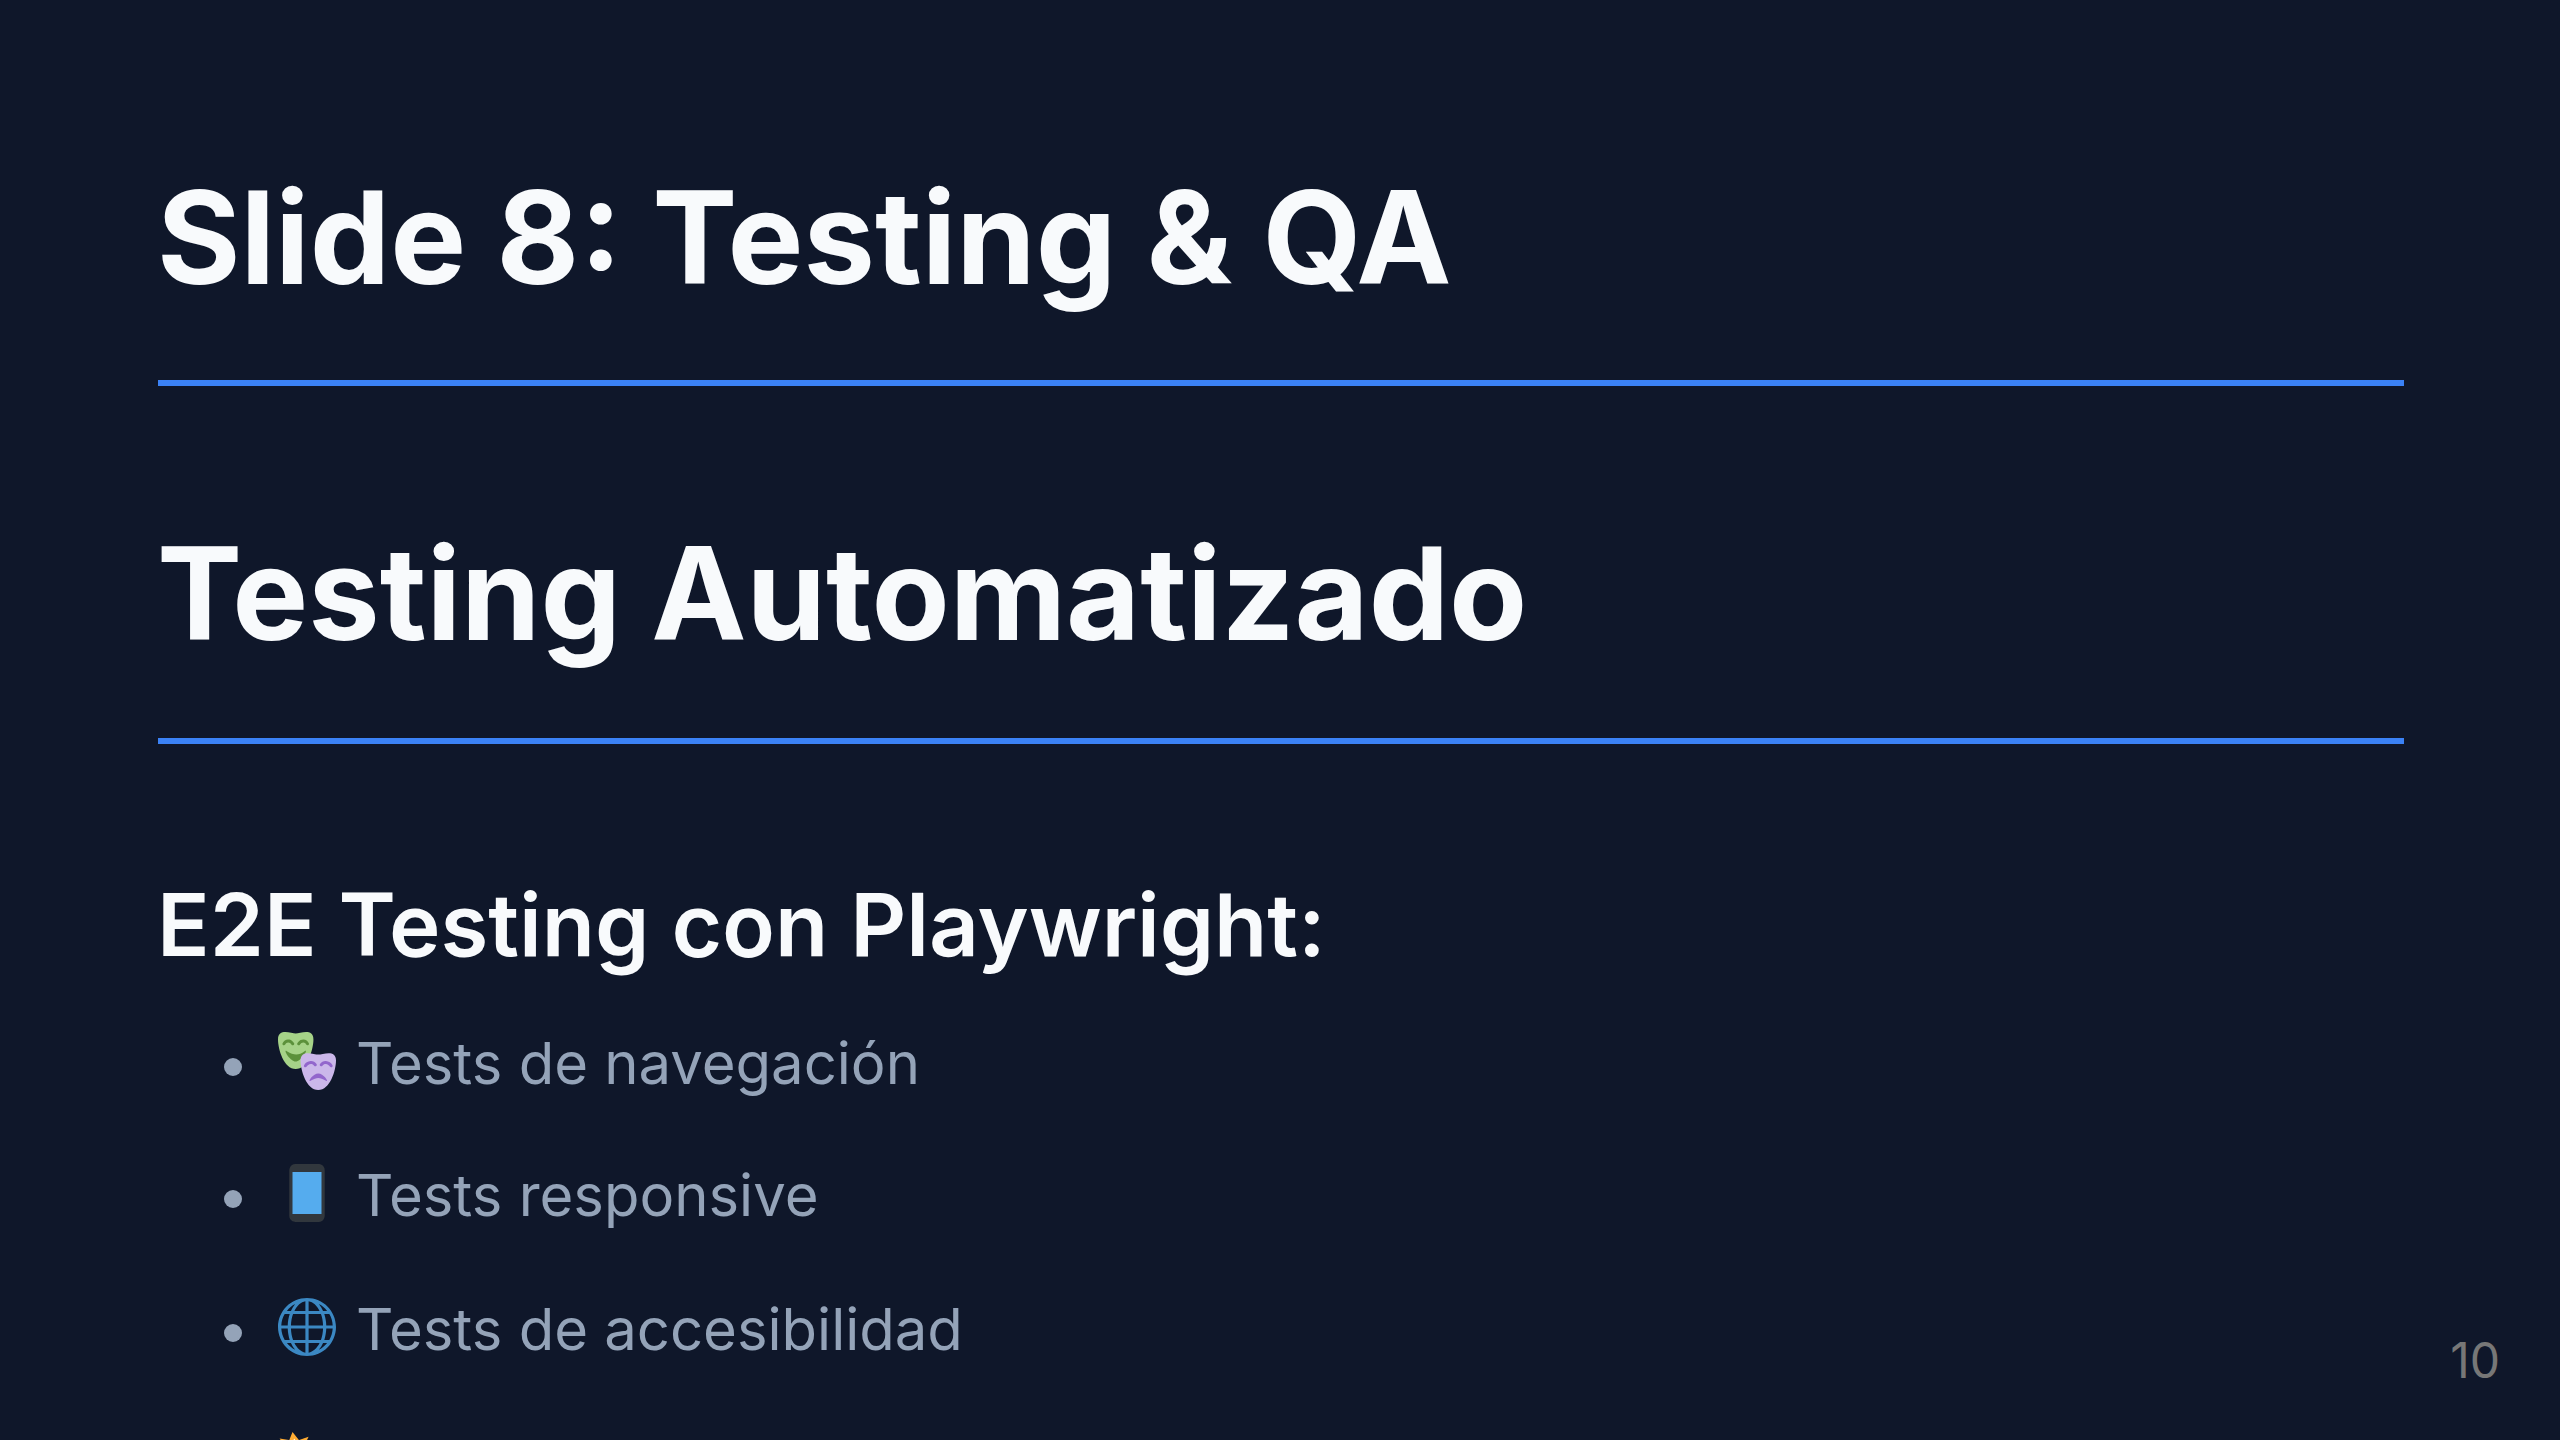 Slide 8: Testing & QA
Testing Automatizado
E2E Testing con Playwright:
• 🎭 Tests de navegación
• 📱 Tests responsive
• 🌐 Tests de accesibilidad
10